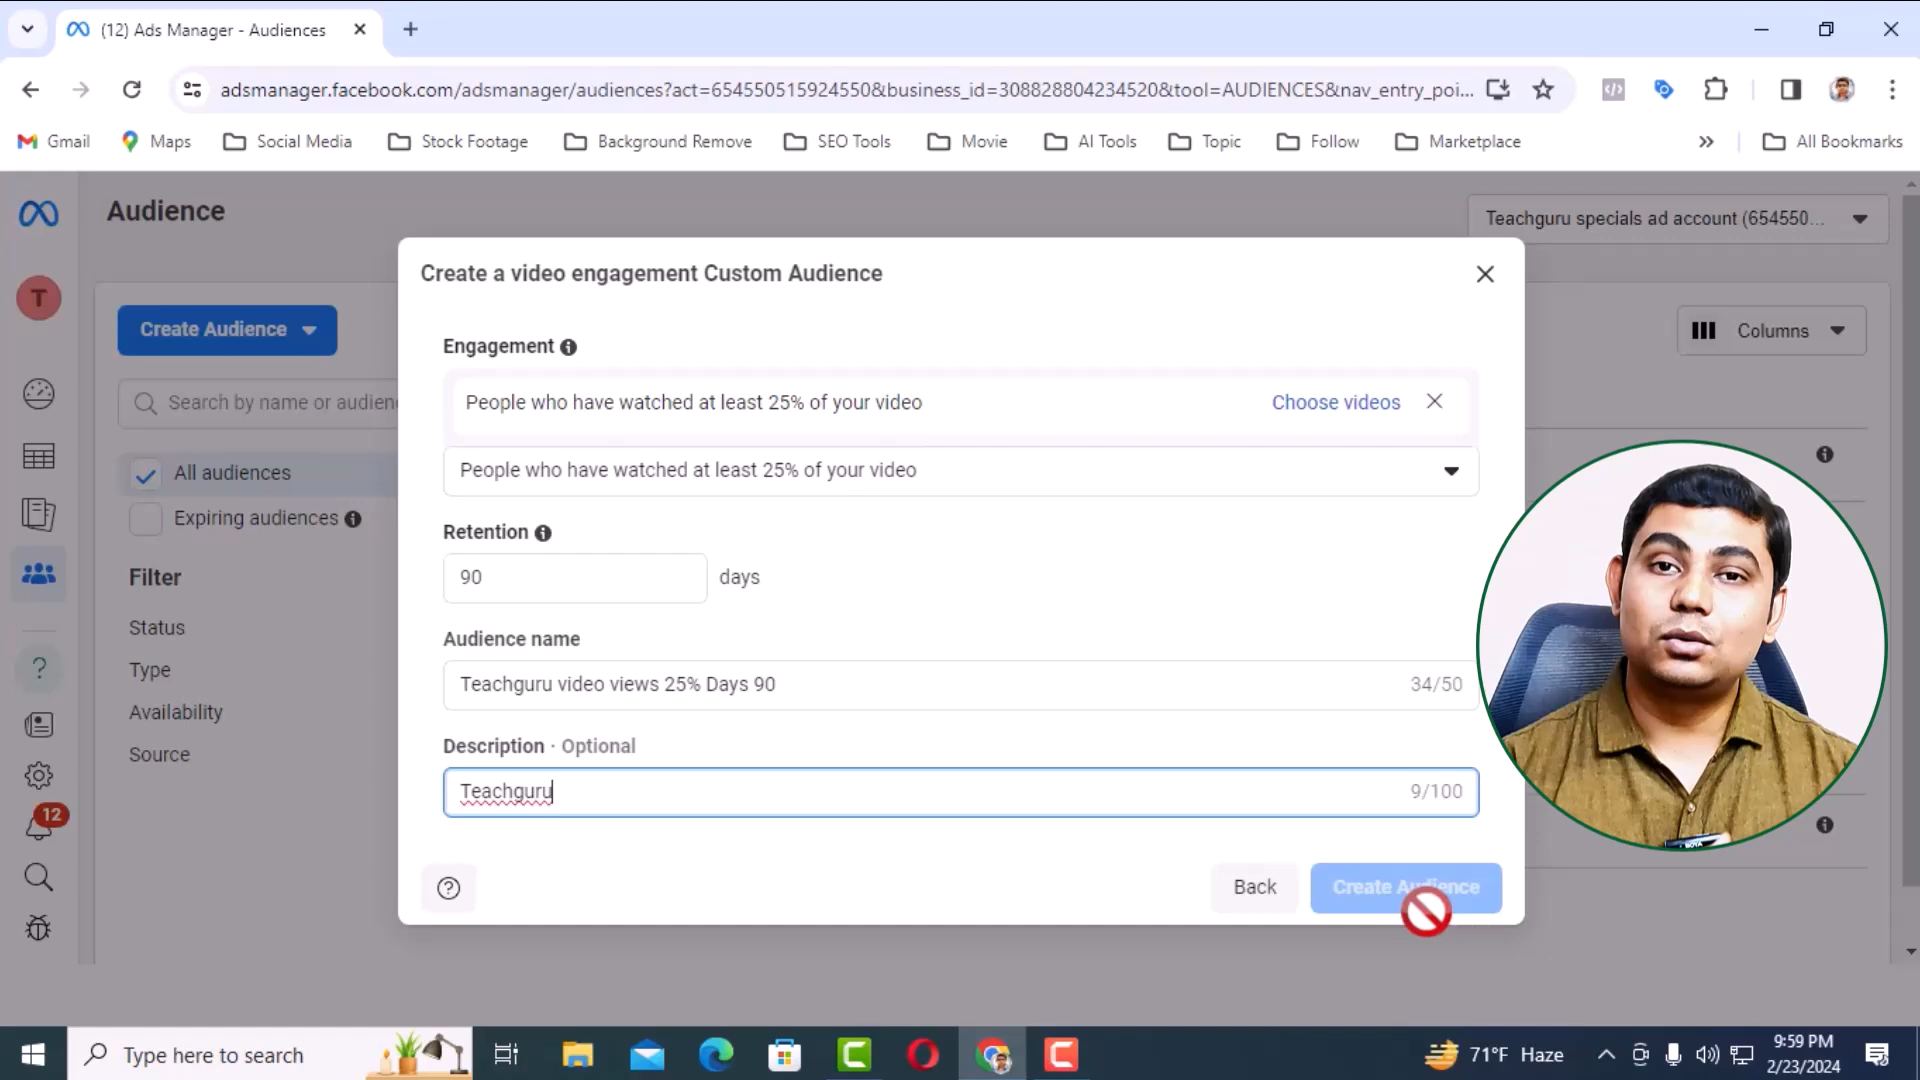 (12) Ads Manager - Audiences
adsmanager.facebook.com/adsmanager/audiences?act=654550515924550&business_id=308828804234520&tool=AUDIENCES&nav_entry_poi...
Gmail Maps Social Media Stock Footage Background Remove SEO Tools Movie AI Tools Topic Follow Marketplace » All Bookmarks
Audience
Teachguru specials ad account (654550...
Create a video engagement Custom Audience
T
Create Audience
Columns
Engagement
Search by name or audien
People who have watched at least 25% of your video Choose videos
People who have watched at least 25% of your video
All audiences
Expiring audiences
Retention
90 days
Filter
Status
Type
Availability
Source
Audience name
Teachguru video views 25% Days 90 34/50
Description · Optional
Teachguru 9/100
12
Back Create Audience
BOYA
Type here to search
71°F Haze
9:59 PM
2/23/2024